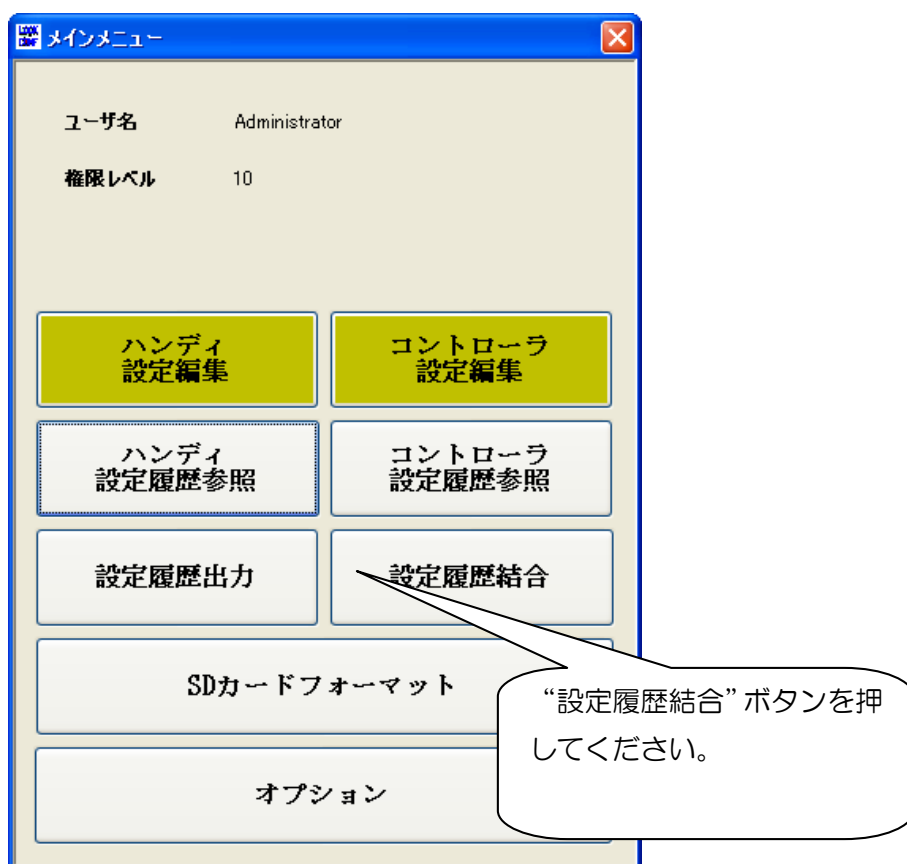 メインメニュー
ユーザ名 Administrator
権限レベル 10
ハンディ
設定編集
コントローラ
設定編集
ハンディ
設定履歴参照
コントローラ
設定履歴参照
設定履歴出力
設定履歴結合
SDカードフォーマット
オプション
“設定履歴結合”ボタンを押
してください。